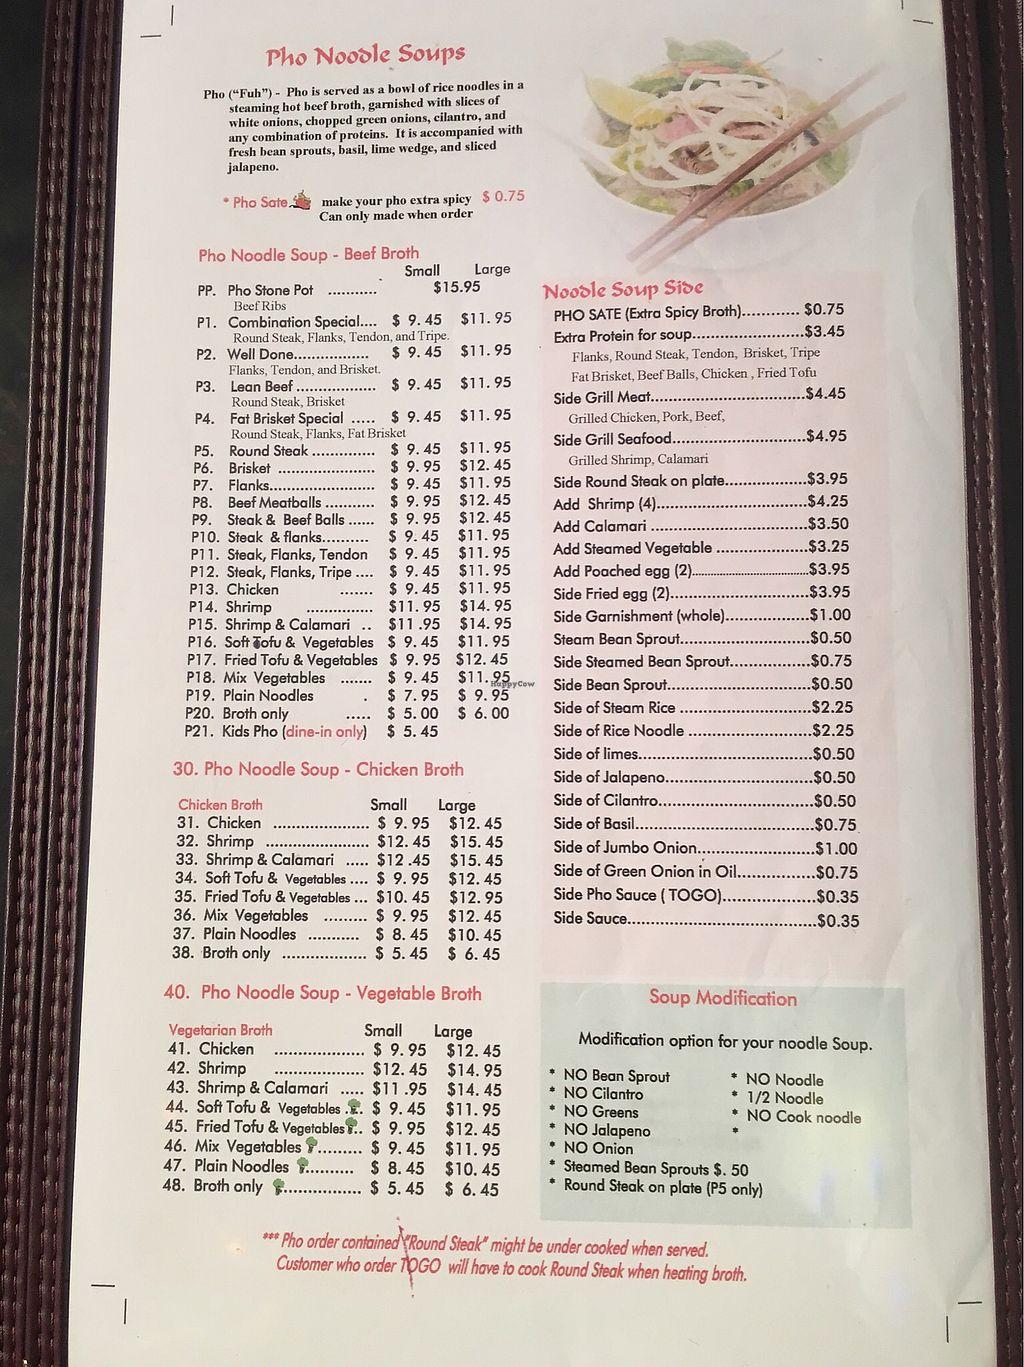 Pho Noodle Soups
Pho ("Fuh") - Pho is served as a bowl of rice noodles in a
steaming hot beef broth, garnished with slices of
white onions, chopped green onions, cilantro, and
any combination of proteins. It is accompanied with
fresh bean sprouts, basil, lime wedge, and sliced
jalapeno.
* Pho Sate make your pho extra spicy $ 0.75
Can only made when order
Pho Noodle Soup - Beef Broth
Small Large
PP. Pho Stone Pot ........... $15.95
Beef Ribs
P1. Combination Special.... $ 9.45 $11.95
Round Steak, Flanks, Tendon, and Tripe.
P2. Well Done................. $ 9.45 $11.95
Flanks, Tendon, and Brisket.
P3. Lean Beef .................. $ 9.45 $11.95
Round Steak, Brisket
P4. Fat Brisket Special ..... $ 9.45 $11.95
Round Steak, Flanks, Fat Brisket
P5. Round Steak .............. $ 9.45 $11.95
P6. Brisket ...................... $ 9.95 $12.45
P7. Flanks........................ $ 9.45 $11.95
P8. Beef Meatballs ........... $ 9.95 $12.45
P9. Steak & Beef Balls ...... $ 9.95 $12.45
P10. Steak & flanks.......... $ 9.45 $11.95
P11. Steak, Flanks, Tendon $ 9.45 $11.95
P12. Steak, Flanks, Tripe .... $ 9.45 $11.95
P13. Chicken ....... $ 9.45 $11.95
P14. Shrimp .............. $11.95 $14.95
P15. Shrimp & Calamari .. $11.95 $14.95
P16. Soft Tofu & Vegetables $ 9.45 $11.95
P17. Fried Tofu & Vegetables $ 9.95 $12.45
P18. Mix Vegetables ....... $ 9.45 $11.95
P19. Plain Noodles . $ 7.95 $ 9.95
P20. Broth only ..... $ 5.00 $ 6.00
P21. Kids Pho (dine-in only) $ 5.45
30. Pho Noodle Soup - Chicken Broth
Chicken Broth Small Large
31. Chicken ..................... $ 9.95 $12.45
32. Shrimp ....................... $12.45 $15.45
33. Shrimp & Calamari ..... $12.45 $15.45
34. Soft Tofu & Vegetables .... $ 9.95 $12.45
35. Fried Tofu & Vegetables ... $10.45 $12.95
36. Mix Vegetables ......... $ 9.95 $12.45
37. Plain Noodles ........... $ 8.45 $10.45
38. Broth only .................. $ 5.45 $ 6.45
40. Pho Noodle Soup - Vegetable Broth
Vegetarian Broth Small Large
41. Chicken ................... $ 9.95 $12.45
42. Shrimp ................... $12.45 $14.95
43. Shrimp & Calamari ..... $11.95 $14.45
44. Soft Tofu & Vegetables ... $ 9.45 $11.95
45. Fried Tofu & Vegetables .. $ 9.95 $12.45
46. Mix Vegetables ......... $ 9.45 $11.95
47. Plain Noodles .......... $ 8.45 $10.45
48. Broth only ................ $ 5.45 $ 6.45
Noodle Soup Side
PHO SATE (Extra Spicy Broth)............ $0.75
Extra Protein for soup........................$3.45
Flanks, Round Steak, Tendon, Brisket, Tripe
Fat Brisket, Beef Balls, Chicken , Fried Tofu
Side Grill Meat.................................$4.45
Grilled Chicken, Pork, Beef,
Side Grill Seafood............................$4.95
Grilled Shrimp, Calamari
Side Round Steak on plate.................$3.95
Add Shrimp (4)................................$4.25
Add Calamari .................................$3.50
Add Steamed Vegetable ....................$3.25
Add Poached egg (2)........................$3.95
Side Fried egg (2).............................$3.95
Side Garnishment (whole)..................$1.00
Steam Bean Sprout...........................$0.50
Side Steamed Bean Sprout.................$0.75
Side Bean Sprout..............................$0.50
Side of Steam Rice ...........................$2.25
Side of Rice Noodle ..........................$2.25
Side of limes....................................$0.50
Side of Jalapeno...............................$0.50
Side of Cilantro................................$0.50
Side of Basil.....................................$0.75
Side of Jumbo Onion........................$1.00
Side of Green Onion in Oil................$0.75
Side Pho Sauce ( TOGO)....................$0.35
Side Sauce.......................................$0.35
Soup Modification
Modification option for your noodle Soup.
* NO Bean Sprout * NO Noodle
* NO Cilantro * 1/2 Noodle
* NO Greens * NO Cook noodle
* NO Jalapeno *
* NO Onion
* Steamed Bean Sprouts $. 50
* Round Steak on plate (P5 only)
*** Pho order contained "Round Steak" might be under cooked when served.
Customer who order TOGO will have to cook Round Steak when heating broth.
HappyCow